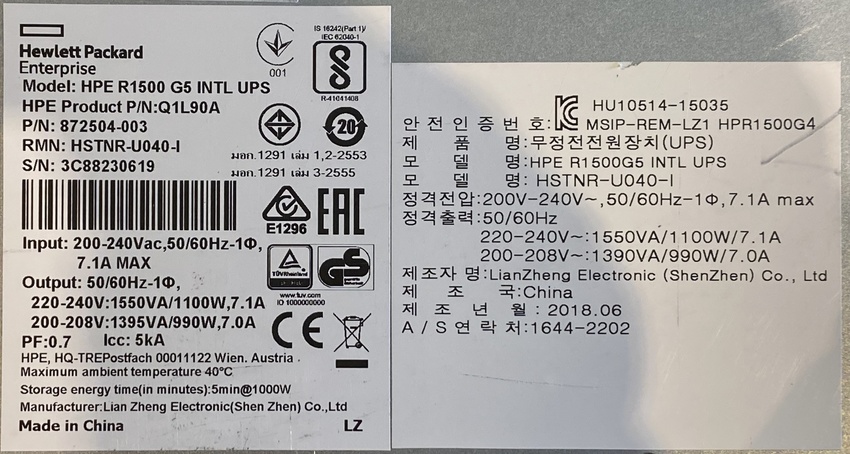 Hewlett Packard
Enterprise
Model: HPE R1500 G5 INTL UPS
HPE Product P/N:Q1L90A
P/N: 872504-003
RMN: HSTNR-U040-I
S/N: 3C88230619
001
IS 16242(Part 1)/
IEC 62040-1
R-41041408
20
มอก.1291 เล่ม 1,2-2553
มอก.1291 เล่ม 3-2555
E1296
EAC
Input: 200-240Vac,50/60Hz-1Φ,
7.1A MAX
Output: 50/60Hz-1Φ,
220-240V:1550VA/1100W,7.1A
200-208V:1395VA/990W,7.0A
PF:0.7 Icc: 5kA
TÜVRheinland
GS
www.tuv.com
ID 1000000000
CE
HPE, HQ-TREPostfach 00011122 Wien. Austria
Maximum ambient temperature 40°C
Storage energy time(in minutes):5min@1000W
Manufacturer:Lian Zheng Electronic(Shen Zhen) Co.,Ltd
Made in China LZ
HU10514-15035
안전인증번호: MSIP-REM-LZ1 HPR1500G4
제 품 명:무정전전원장치(UPS)
모 델 명:HPE R1500G5 INTL UPS
모 델 명: HSTNR-U040-I
정격전압:200V-240V~,50/60Hz-1Φ,7.1A max
정격출력:50/60Hz
220-240V~:1550VA/1100W/7.1A
200-208V~:1390VA/990W/7.0A
제조자 명:LianZheng Electronic (ShenZhen) Co., Ltd
제 조 국:China
제 조 년 월 : 2018.06
A/S연락처:1644-2202